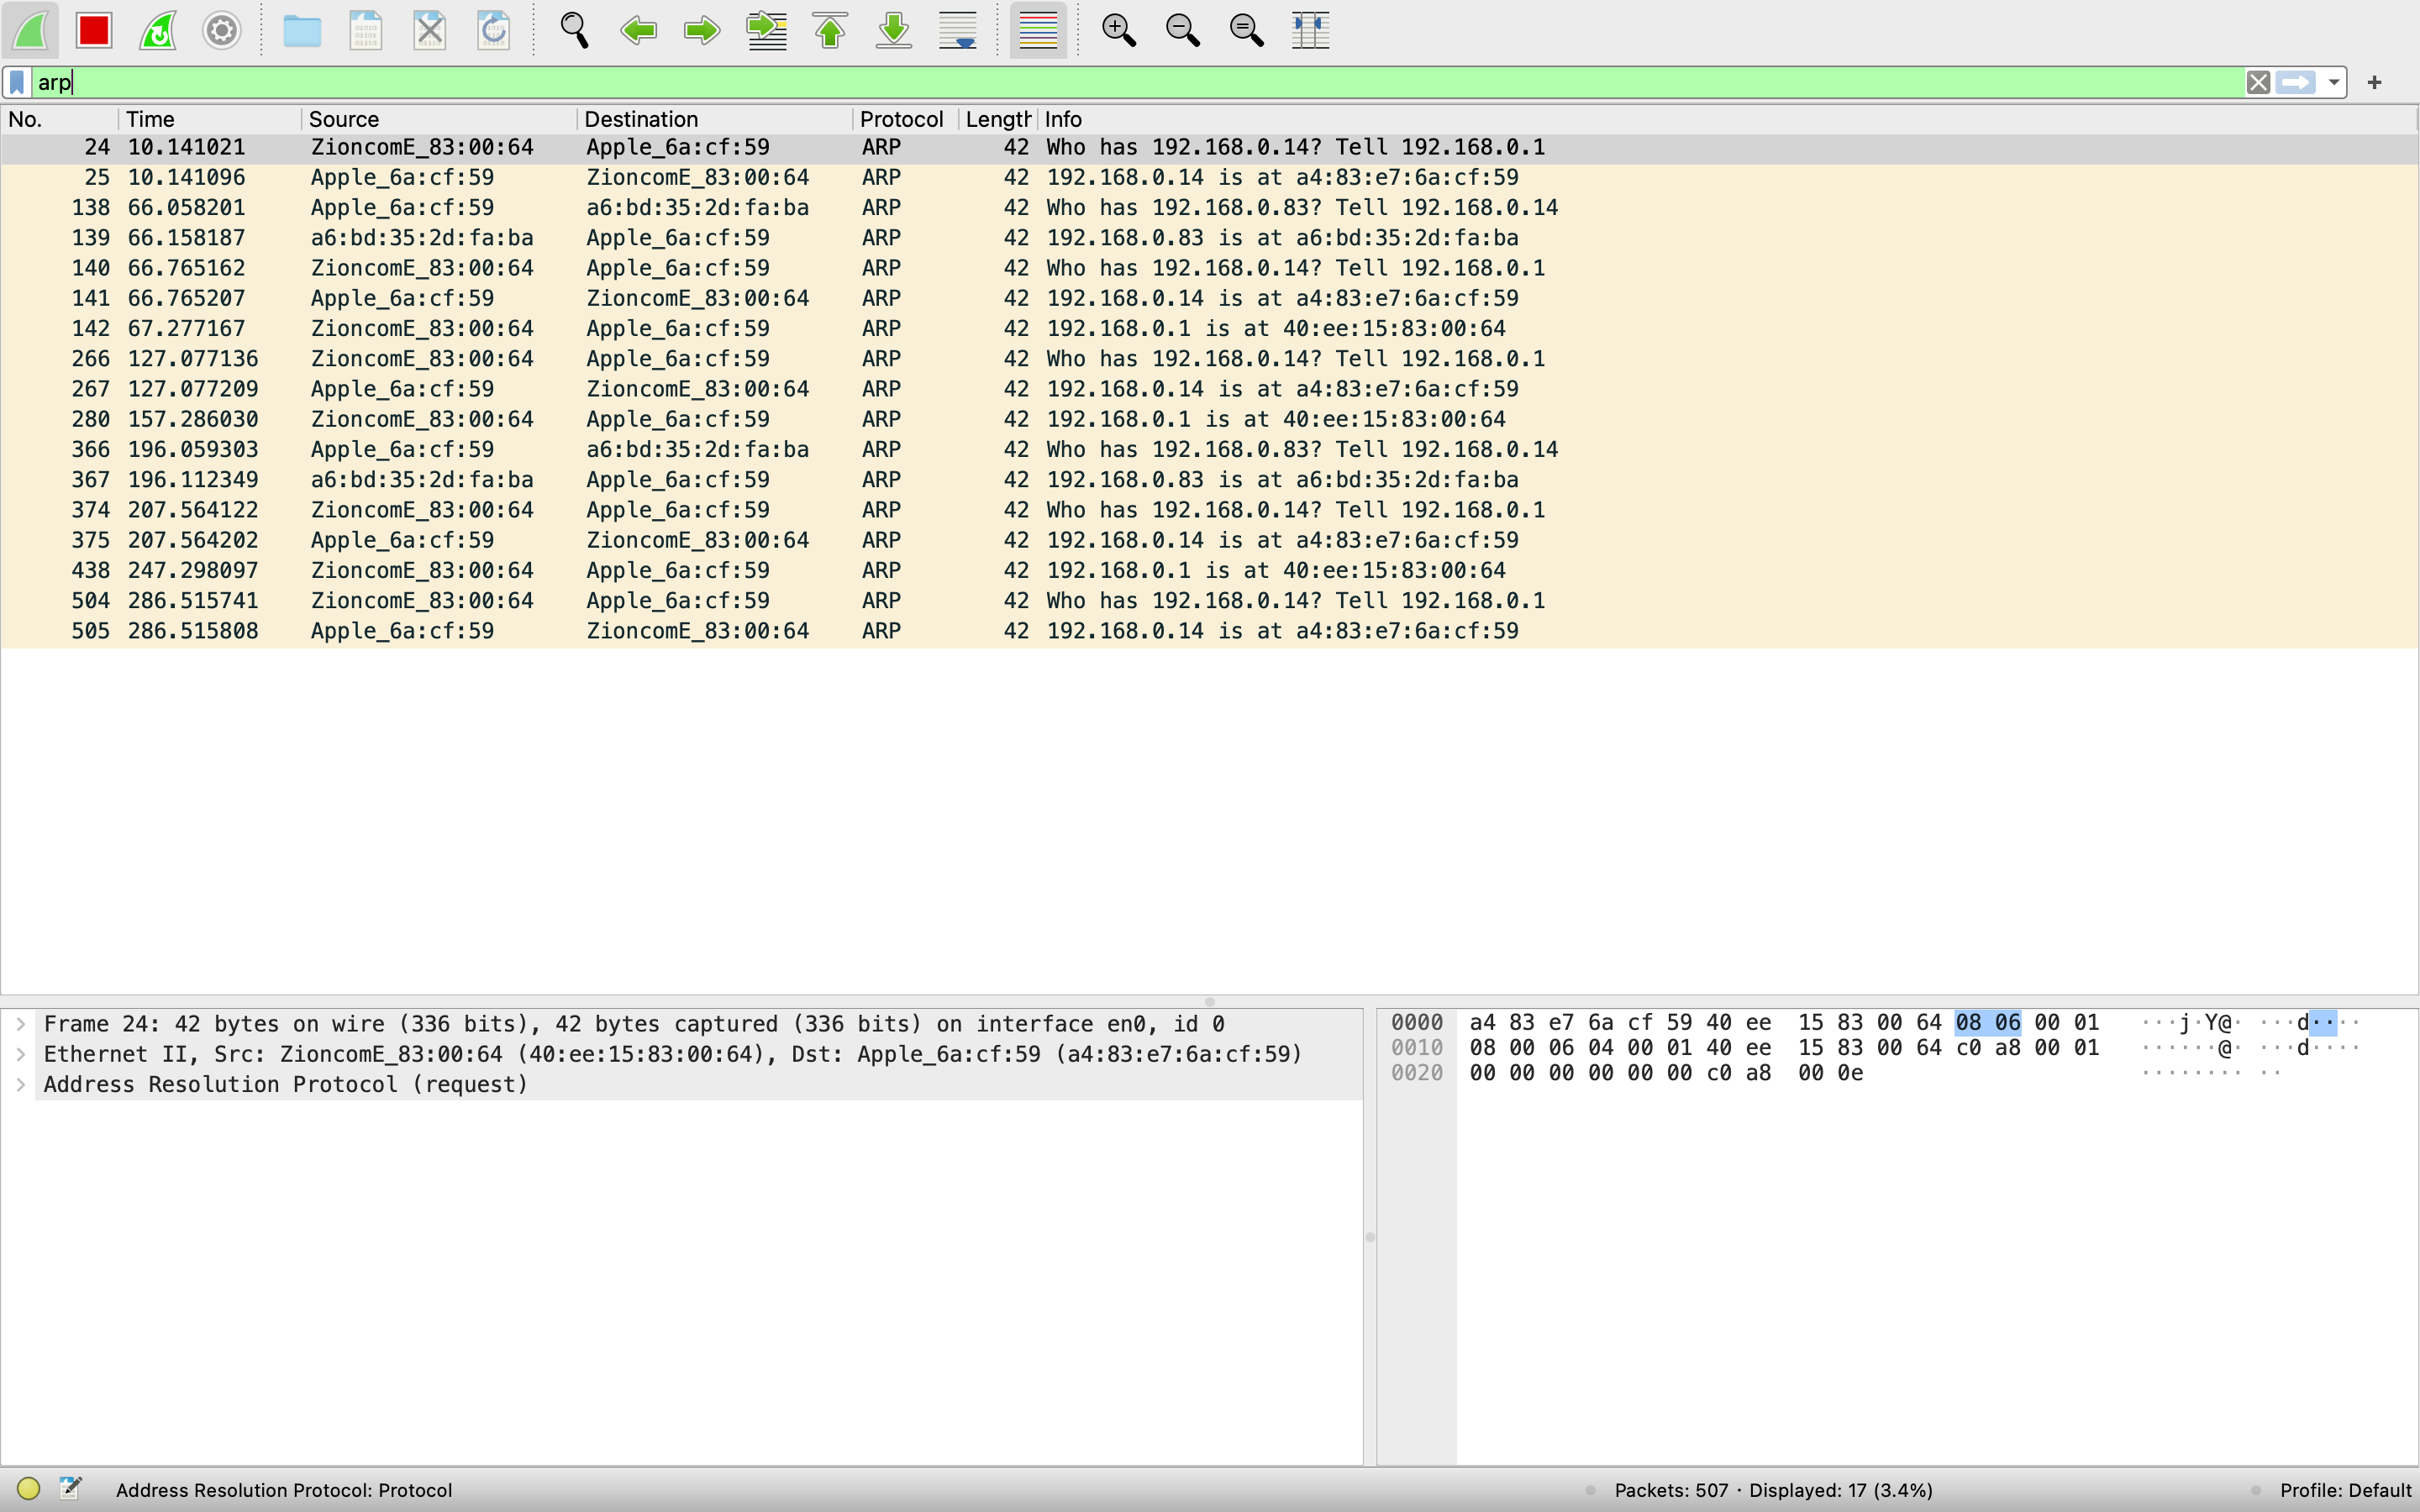 arp
No. Time Source Destination Protocol Length Info
24 10.141021 ZioncomE_83:00:64 Apple_6a:cf:59 ARP 42 Who has 192.168.0.14? Tell 192.168.0.1
25 10.141096 Apple_6a:cf:59 ZioncomE_83:00:64 ARP 42 192.168.0.14 is at a4:83:e7:6a:cf:59
138 66.058201 Apple_6a:cf:59 a6:bd:35:2d:fa:ba ARP 42 Who has 192.168.0.83? Tell 192.168.0.14
139 66.158187 a6:bd:35:2d:fa:ba Apple_6a:cf:59 ARP 42 192.168.0.83 is at a6:bd:35:2d:fa:ba
140 66.765162 ZioncomE_83:00:64 Apple_6a:cf:59 ARP 42 Who has 192.168.0.14? Tell 192.168.0.1
141 66.765207 Apple_6a:cf:59 ZioncomE_83:00:64 ARP 42 192.168.0.14 is at a4:83:e7:6a:cf:59
142 67.277167 ZioncomE_83:00:64 Apple_6a:cf:59 ARP 42 192.168.0.1 is at 40:ee:15:83:00:64
266 127.077136 ZioncomE_83:00:64 Apple_6a:cf:59 ARP 42 Who has 192.168.0.14? Tell 192.168.0.1
267 127.077209 Apple_6a:cf:59 ZioncomE_83:00:64 ARP 42 192.168.0.14 is at a4:83:e7:6a:cf:59
280 157.286030 ZioncomE_83:00:64 Apple_6a:cf:59 ARP 42 192.168.0.1 is at 40:ee:15:83:00:64
366 196.059303 Apple_6a:cf:59 a6:bd:35:2d:fa:ba ARP 42 Who has 192.168.0.83? Tell 192.168.0.14
367 196.112349 a6:bd:35:2d:fa:ba Apple_6a:cf:59 ARP 42 192.168.0.83 is at a6:bd:35:2d:fa:ba
374 207.564122 ZioncomE_83:00:64 Apple_6a:cf:59 ARP 42 Who has 192.168.0.14? Tell 192.168.0.1
375 207.564202 Apple_6a:cf:59 ZioncomE_83:00:64 ARP 42 192.168.0.14 is at a4:83:e7:6a:cf:59
438 247.298097 ZioncomE_83:00:64 Apple_6a:cf:59 ARP 42 192.168.0.1 is at 40:ee:15:83:00:64
504 286.515741 ZioncomE_83:00:64 Apple_6a:cf:59 ARP 42 Who has 192.168.0.14? Tell 192.168.0.1
505 286.515808 Apple_6a:cf:59 ZioncomE_83:00:64 ARP 42 192.168.0.14 is at a4:83:e7:6a:cf:59
Frame 24: 42 bytes on wire (336 bits), 42 bytes captured (336 bits) on interface en0, id 0
Ethernet II, Src: ZioncomE_83:00:64 (40:ee:15:83:00:64), Dst: Apple_6a:cf:59 (a4:83:e7:6a:cf:59)
Address Resolution Protocol (request)
0000 a4 83 e7 6a cf 59 40 ee 15 83 00 64 08 06 00 01 ···j·Y@· ···d····
0010 08 00 06 04 00 01 40 ee 15 83 00 64 c0 a8 00 01 ······@· ···d····
0020 00 00 00 00 00 00 c0 a8 00 0e ········ ··
Address Resolution Protocol: Protocol
Packets: 507 · Displayed: 17 (3.4%)
Profile: Default